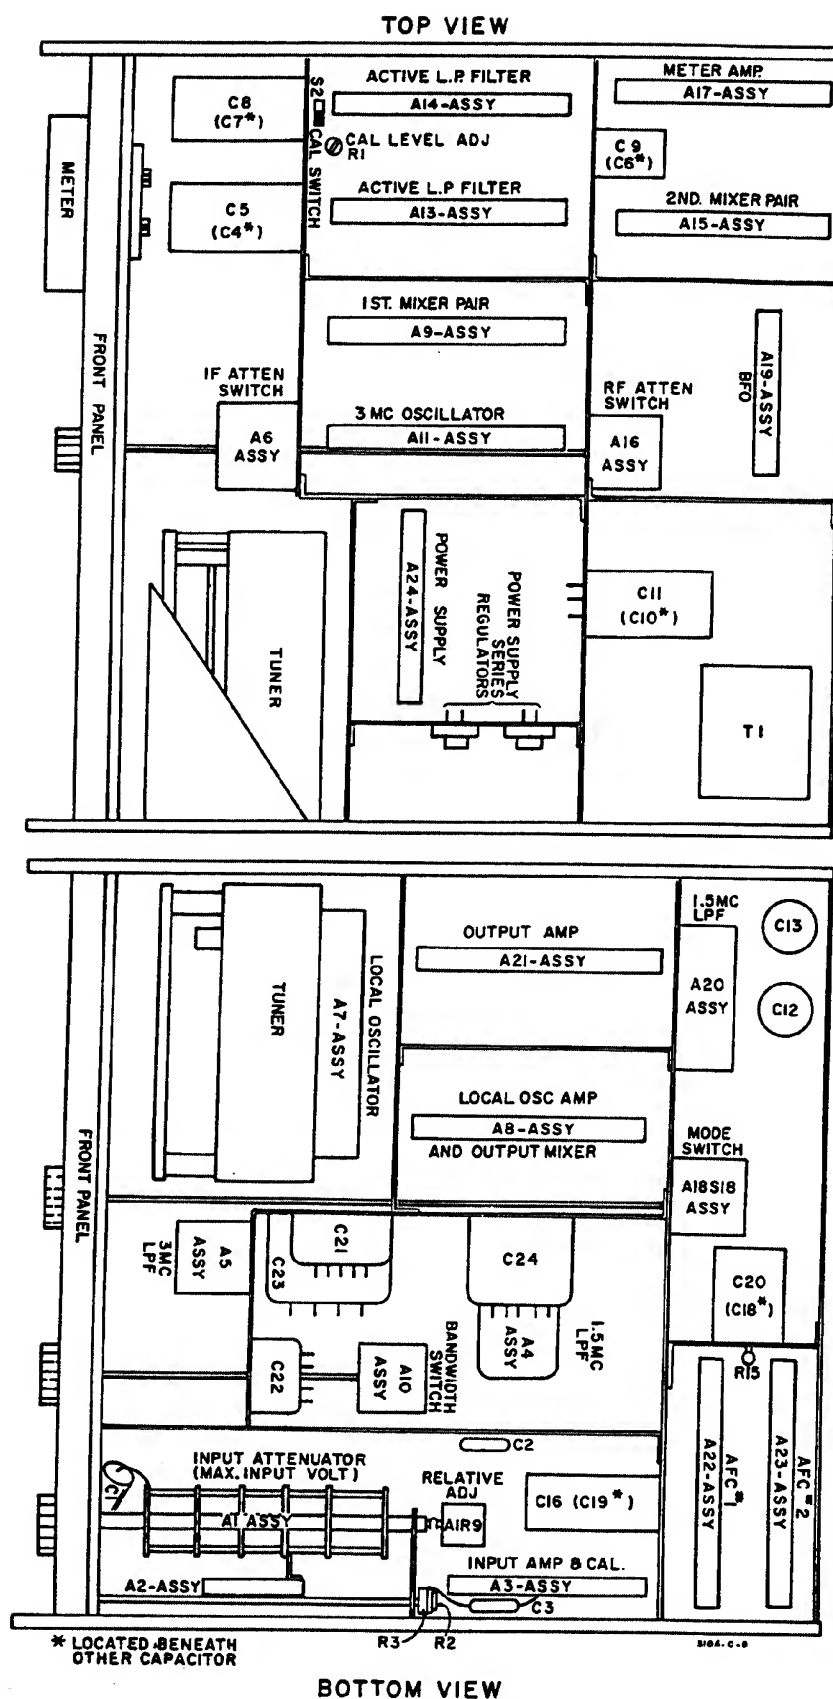 TOP VIEW
ACTIVE L.P. FILTER
A14-ASSY
METER AMP.
A17-ASSY
C8
(C7*)
S2
CAL SWITCH
CAL LEVEL ADJ
R1
C9
(C6*)
METER
C5
(C4*)
ACTIVE L.P FILTER
A13-ASSY
2ND. MIXER PAIR
A15-ASSY
1ST. MIXER PAIR
A9-ASSY
FRONT PANEL
IF ATTEN
SWITCH
A6
ASSY
3 MC OSCILLATOR
A11-ASSY
RF ATTEN
SWITCH
A16
ASSY
A19-ASSY
BFO
TUNER
A24-ASSY
POWER SUPPLY
POWER SUPPLY
SERIES
REGULATORS
C11
(C10*)
T1
TUNER
A7-ASSY
LOCAL OSCILLATOR
OUTPUT AMP
A21-ASSY
1.5MC
LPF
A20
ASSY
C13
C12
FRONT PANEL
LOCAL OSC AMP
A8-ASSY
AND OUTPUT MIXER
MODE
SWITCH
A18S18
ASSY
A5
ASSY
3MC
LPF
C21
C23
C24
A4
ASSY
1.5MC
LPF
C20
(C18*)
C22
A10
ASSY
BANDWIDTH
SWITCH
R15
C2
A22-ASSY
AFC #1
A23-ASSY
AFC #2
INPUT ATTENUATOR
(MAX. INPUT VOLT)
C1
A1 ASSY
RELATIVE
ADJ
A1R9
C16 (C19*)
INPUT AMP & CAL.
A2-ASSY
A3-ASSY
C3
R3
R2
* LOCATED BENEATH
OTHER CAPACITOR
BOTTOM VIEW